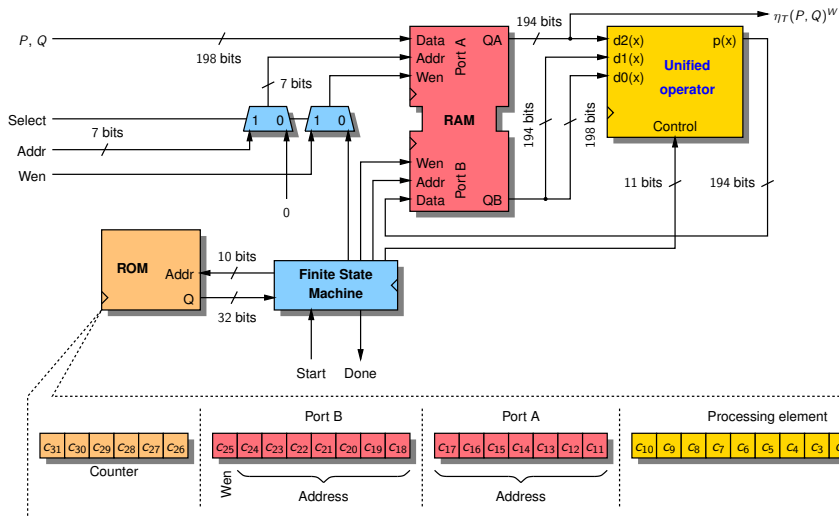 P, Q
198 bits
194 bits
η_T(P, Q)^W
Data
Addr
Wen
Port A
QA
RAM
Wen
Addr
Data
Port B
QB
d2(x)
d1(x)
d0(x)
p(x)
Unified
operator
Control
7 bits
Select
1 0
1 0
7 bits
Addr
Wen
0
194 bits
198 bits
11 bits
194 bits
ROM
Addr
Q
10 bits
32 bits
Finite State
Machine
Start
Done
Port B
Port A
Processing element
c31 c30 c29 c28 c27 c26
c25 c24 c23 c22 c21 c20 c19 c18
c17 c16 c15 c14 c13 c12 c11
c10 c9 c8 c7 c6 c5 c4 c3
Counter
Wen
Address
Address